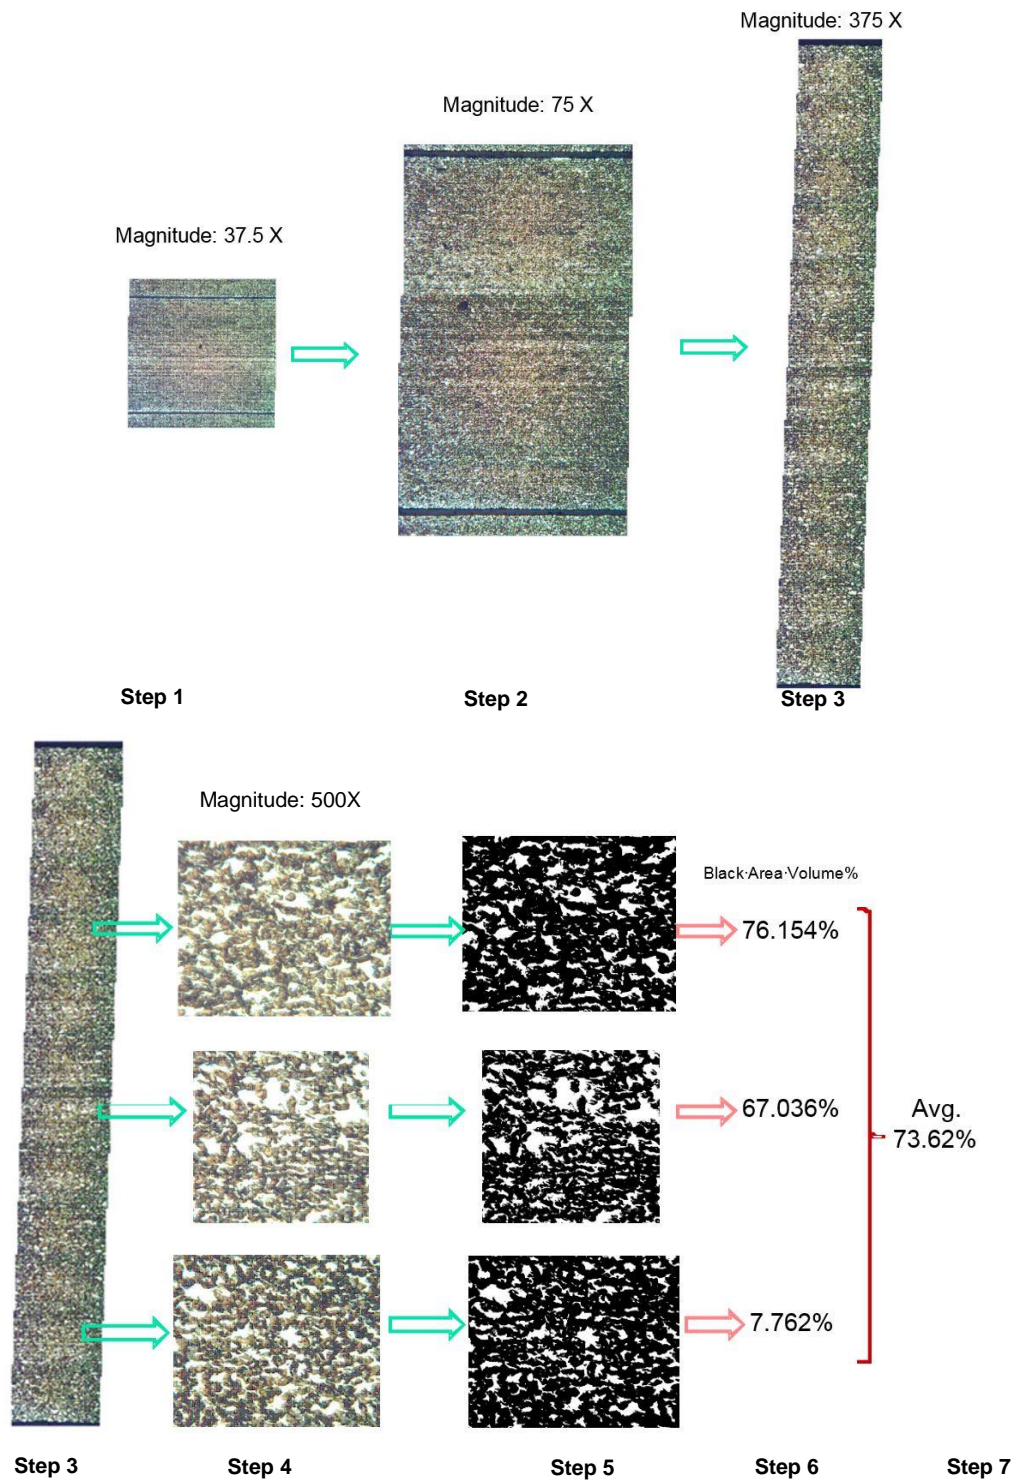 Magnitude: 375 X
Magnitude: 75 X
Magnitude: 37.5 X
Step 1
Step 2
Step 3
Magnitude: 500X
Black·Area·Volume%
76.154%
67.036%
Avg.
73.62%
7.762%
Step 3
Step 4
Step 5
Step 6
Step 7